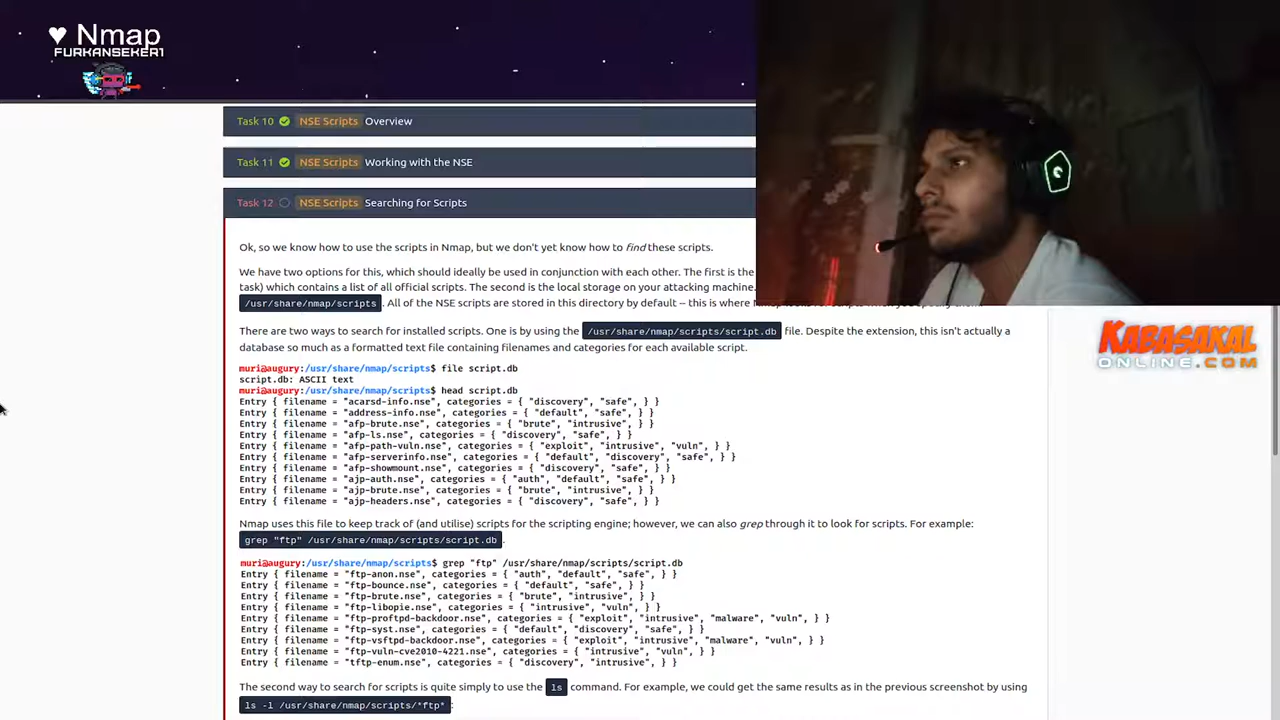 ♥ Nmap
FURKANSEKER1
Task 10 NSE Scripts Overview
Task 11 NSE Scripts Working with the NSE
Task 12 NSE Scripts Searching for Scripts
Ok, so we know how to use the scripts in Nmap, but we don't yet know how to find these scripts.
We have two options for this, which should ideally be used in conjunction with each other. The first is the
task) which contains a list of all official scripts. The second is the local storage on your attacking machine.
/usr/share/nmap/scripts. All of the NSE scripts are stored in this directory by default -- this is where
There are two ways to search for installed scripts. One is by using the /usr/share/nmap/scripts/script.db file. Despite the extension, this isn't actually a
database so much as a formatted text file containing filenames and categories for each available script.
muri@augury:/usr/share/nmap/scripts$ file script.db
script.db: ASCII text
muri@augury:/usr/share/nmap/scripts$ head script.db
Entry { filename = "acarsd-info.nse", categories = { "discovery", "safe", } }
Entry { filename = "address-info.nse", categories = { "default", "safe", } }
Entry { filename = "afp-brute.nse", categories = { "brute", "intrusive", } }
Entry { filename = "afp-ls.nse", categories = { "discovery", "safe", } }
Entry { filename = "afp-path-vuln.nse", categories = { "exploit", "intrusive", "vuln", } }
Entry { filename = "afp-serverinfo.nse", categories = { "default", "discovery", "safe", } }
Entry { filename = "afp-showmount.nse", categories = { "discovery", "safe", } }
Entry { filename = "ajp-auth.nse", categories = { "auth", "default", "safe", } }
Entry { filename = "ajp-brute.nse", categories = { "brute", "intrusive", } }
Entry { filename = "ajp-headers.nse", categories = { "discovery", "safe", } }
Nmap uses this file to keep track of (and utilise) scripts for the scripting engine; however, we can also grep through it to look for scripts. For example:
grep "ftp" /usr/share/nmap/scripts/script.db.
muri@augury:/usr/share/nmap/scripts$ grep "ftp" /usr/share/nmap/scripts/script.db
Entry { filename = "ftp-anon.nse", categories = { "auth", "default", "safe", } }
Entry { filename = "ftp-bounce.nse", categories = { "default", "safe", } }
Entry { filename = "ftp-brute.nse", categories = { "brute", "intrusive", } }
Entry { filename = "ftp-libopie.nse", categories = { "intrusive", "vuln", } }
Entry { filename = "ftp-proftpd-backdoor.nse", categories = { "exploit", "intrusive", "malware", "vuln", } }
Entry { filename = "ftp-syst.nse", categories = { "default", "discovery", "safe", } }
Entry { filename = "ftp-vsftpd-backdoor.nse", categories = { "exploit", "intrusive", "malware", "vuln", } }
Entry { filename = "ftp-vuln-cve2010-4221.nse", categories = { "intrusive", "vuln", } }
Entry { filename = "tftp-enum.nse", categories = { "discovery", "intrusive", } }
The second way to search for scripts is quite simply to use the ls command. For example, we could get the same results as in the previous screenshot by using
ls -l /usr/share/nmap/scripts/*ftp*:
KABASAKAL
ONLINE.COM